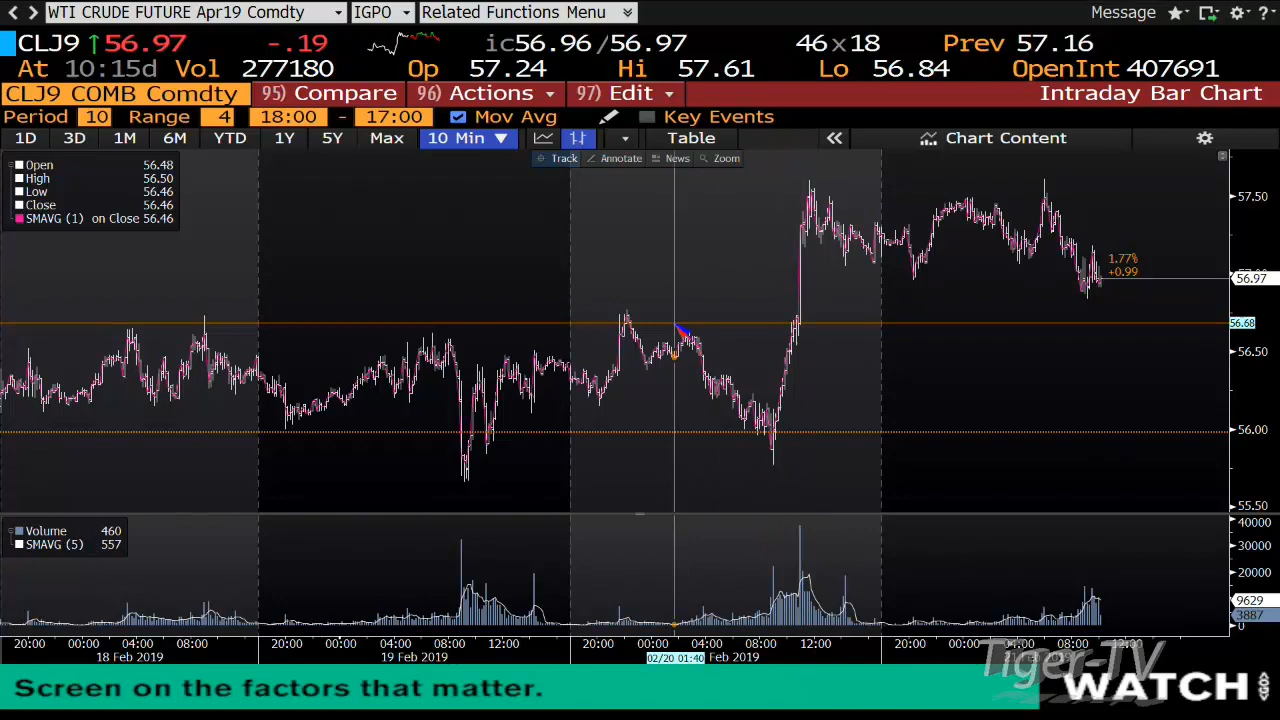 WTI CRUDE FUTURE Apr19 Comdty IGPO Related Functions Menu Message ?
CLJ9 ↑56.97 -.19 ic56.96/56.97 46x18 Prev 57.16
At 10:15d Vol 277180 Op 57.24 Hi 57.61 Lo 56.84 OpenInt 407691
CLJ9 COMB Comdty 95) Compare 96) Actions 97) Edit Intraday Bar Chart
Period 10 Range 4 18:00 - 17:00 Mov Avg Key Events
1D 3D 1M 6M YTD 1Y 5Y Max 10 Min ▼ Table « Chart Content
Track Annotate News Zoom
Open 56.48
High 56.50
Low 56.46
Close 56.46
SMAVG (1) on Close 56.46
57.50
1.77%
+0.99
56.97
56.68
56.50
56.00
55.50
Volume 460
SMAVG (5) 557
40000
30000
20000
9629
3887
0
20:00 00:00 04:00 08:00 20:00 00:00 04:00 08:00 12:00 20:00 00:00 04:00 08:00 12:00 20:00 00:00 04:00 08:00 12:00
18 Feb 2019 19 Feb 2019 02/20 01:40 Feb 2019 21 Feb 2019
Tiger-TV
Screen on the factors that matter.
WATCH